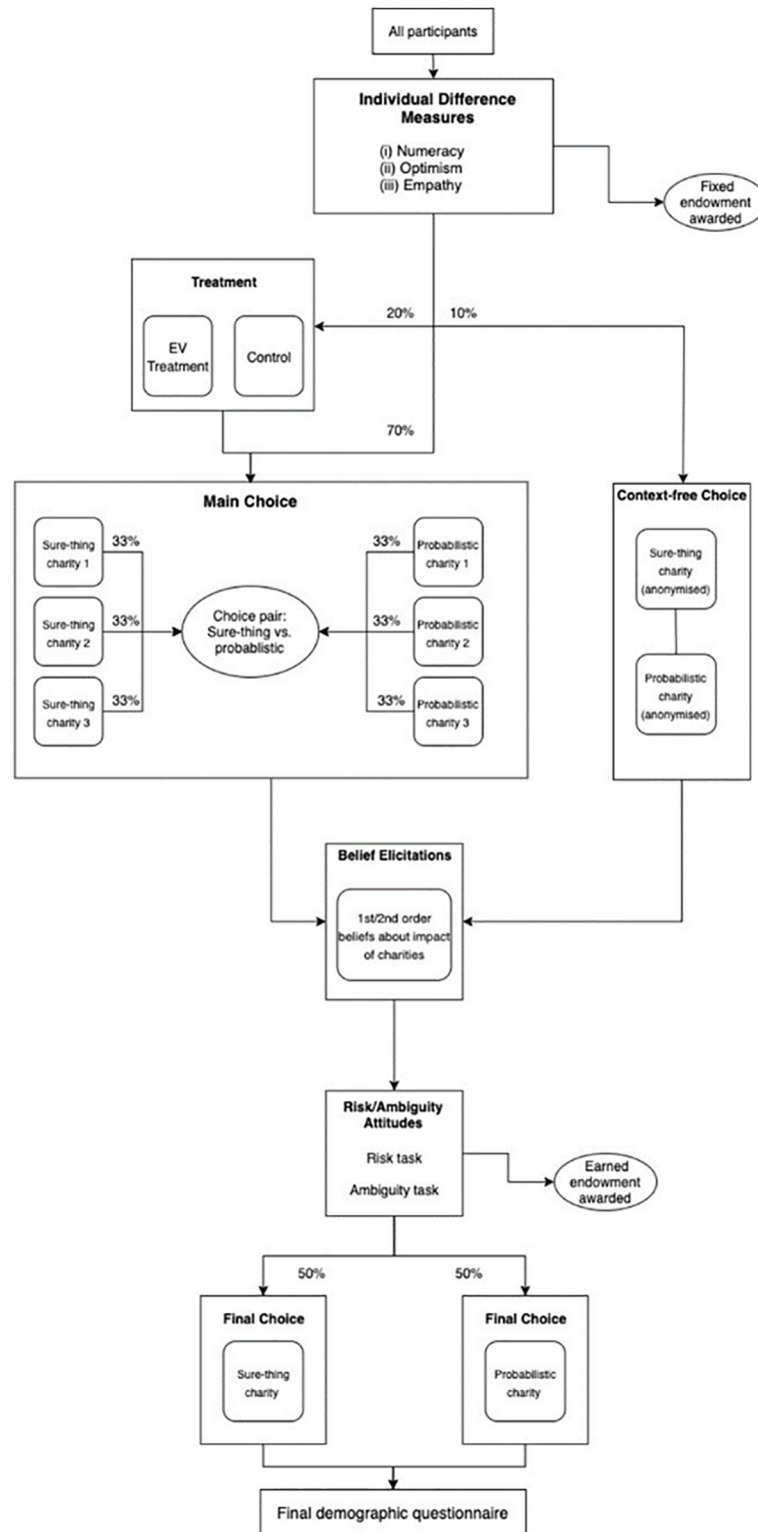 All participants
Individual Difference
Measures
(i) Numeracy
(ii) Optimism
(iii) Empathy
Fixed
endowment
awarded
Treatment
EV
Treatment
Control
20%
10%
70%
Main Choice
Sure-thing
charity 1
33%
Sure-thing
charity 2
33%
Sure-thing
charity 3
33%
Choice pair:
Sure-thing vs.
probablistic
33%
Probabilistic
charity 1
33%
Probabilistic
charity 2
33%
Probabilistic
charity 3
Context-free Choice
Sure-thing
charity
(anonymised)
Probabilistic
charity
(anonymised)
Belief Elicitations
1st/2nd order
beliefs about impact
of charities
Risk/Ambiguity
Attitudes
Risk task
Ambiguity task
Earned
endowment
awarded
50%
50%
Final Choice
Sure-thing
charity
Final Choice
Probabilistic
charity
Final demographic questionnaire